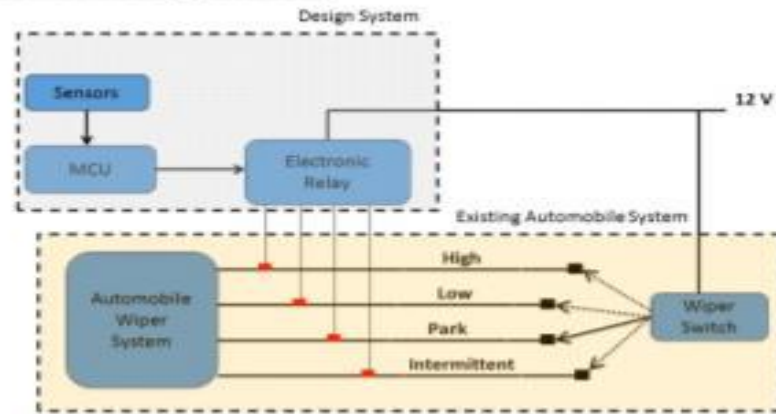 Design System
Sensors
12 V
MCU
Electronic
Relay
Existing Automobile System
High
Automobile
Wiper
System
Low
Wiper
Switch
Park
Intermittent